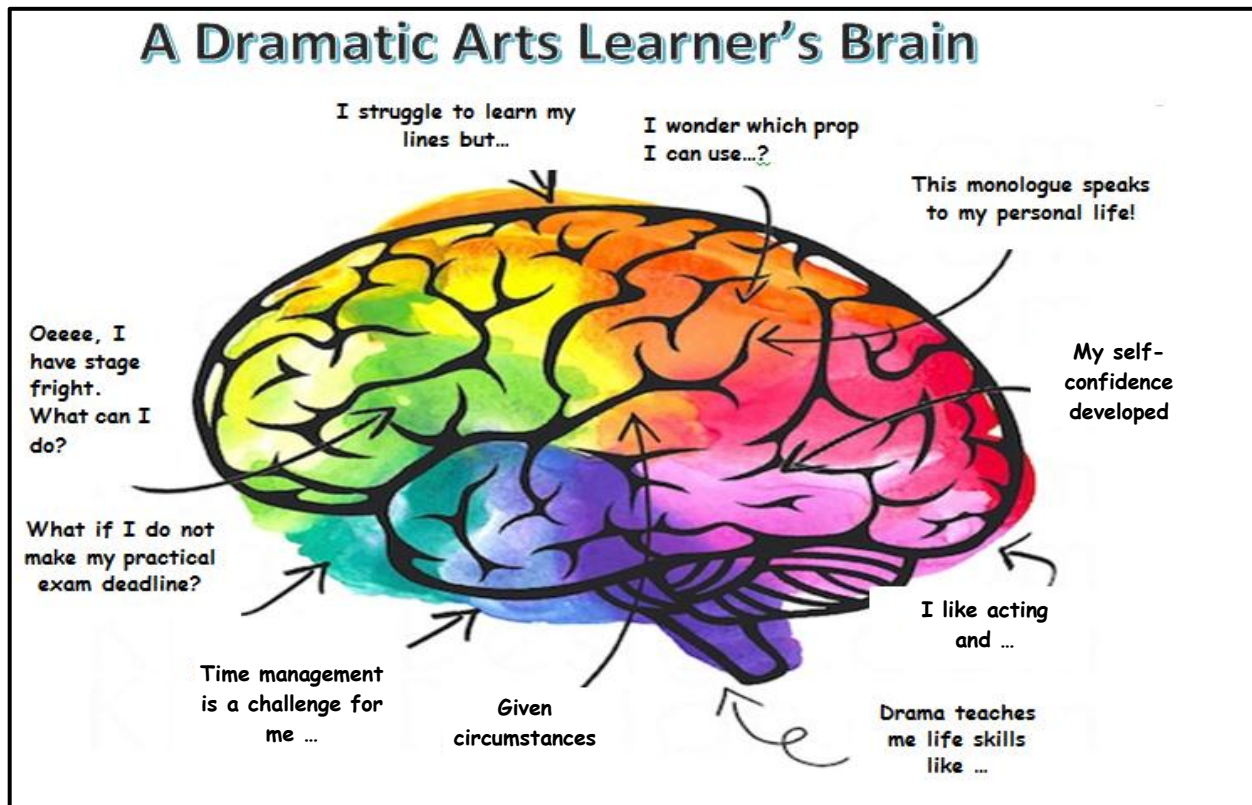 A Dramatic Arts Learner's Brain
I struggle to learn my
lines but...
I wonder which prop
I can use...?
This monologue speaks
to my personal life!
Oeeee, I
have stage
fright.
What can I
do?
My self-
confidence
developed
What if I do not
make my practical
exam deadline?
I like acting
and ...
Time management
is a challenge for
me ...
Given
circumstances
Drama teaches
me life skills
like ...